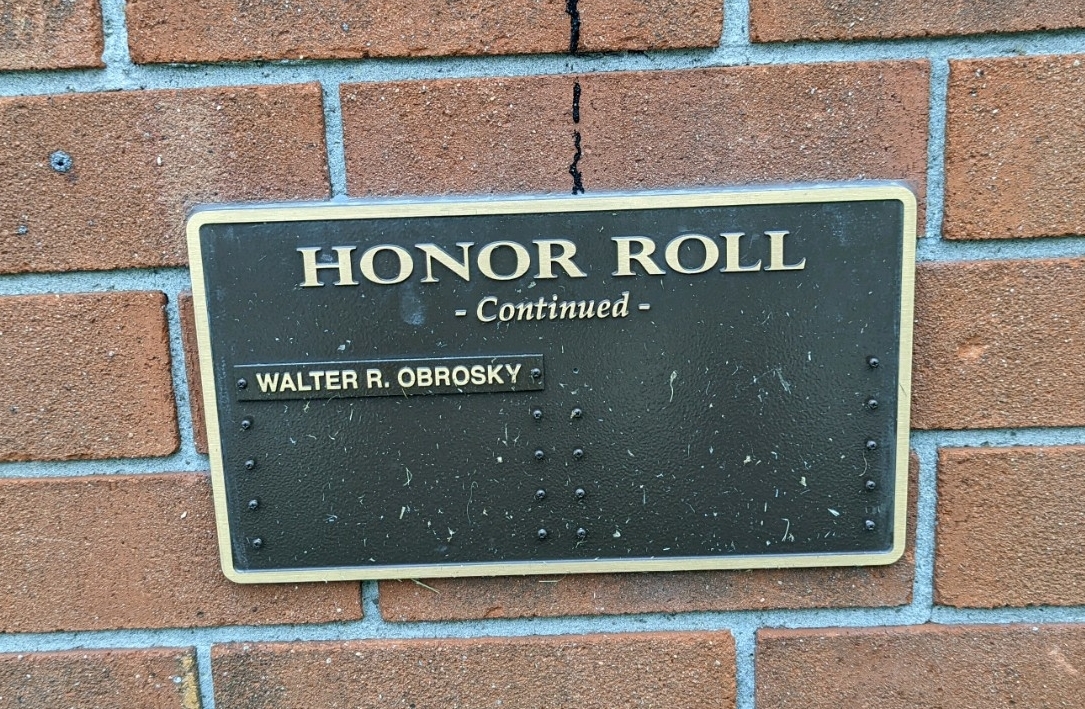 HONOR ROLL
- Continued -
WALTER R. OBROSKY